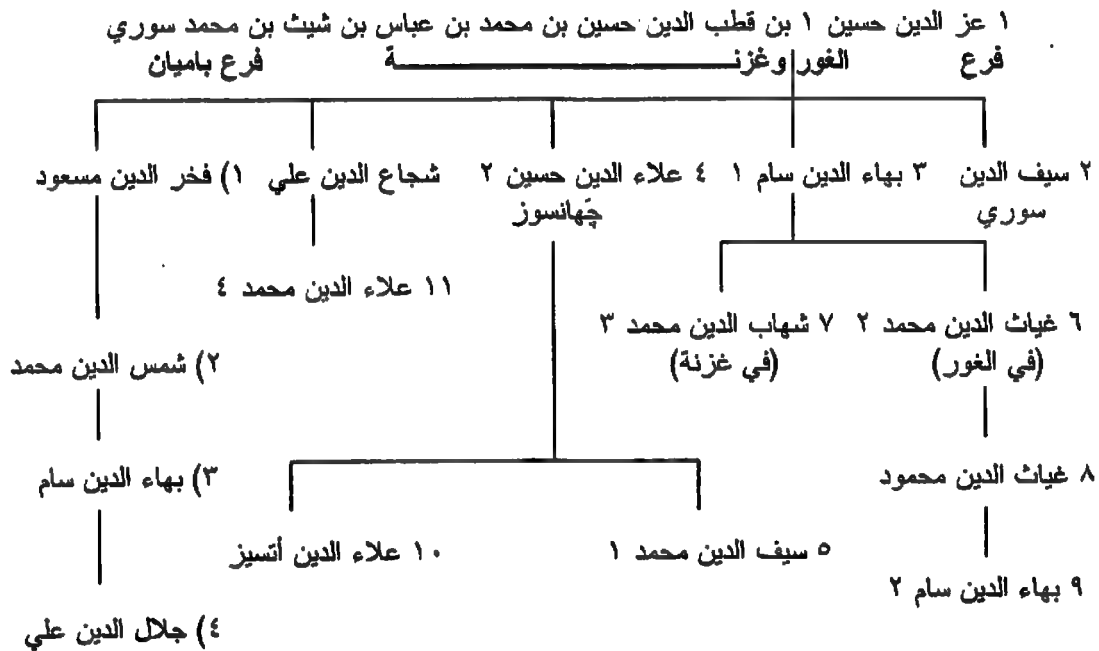 ١ عز الدين حسين ١ بن قطب الدين حسين بن محمد بن عباس بن شيث بن محمد سوري
فرع الغور وغزنــــــــة فرع باميان
٢ سيف الدين ٣ بهاء الدين سام ١ ٤ علاء الدين حسين ٢ شجاع الدين علي ١) فخر الدين مسعود
سوري چَهانسوز
١١ علاء الدين محمد ٤
٦ غياث الدين محمد ٢ ٧ شهاب الدين محمد ٣
(في الغور) (في غزنة)
٢) شمس الدين محمد
٨ غياث الدين محمود ٣) بهاء الدين سام
٥ سيف الدين محمد ١ ١٠ علاء الدين أتسيز
٩ بهاء الدين سام ٢
٤) جلال الدين علي